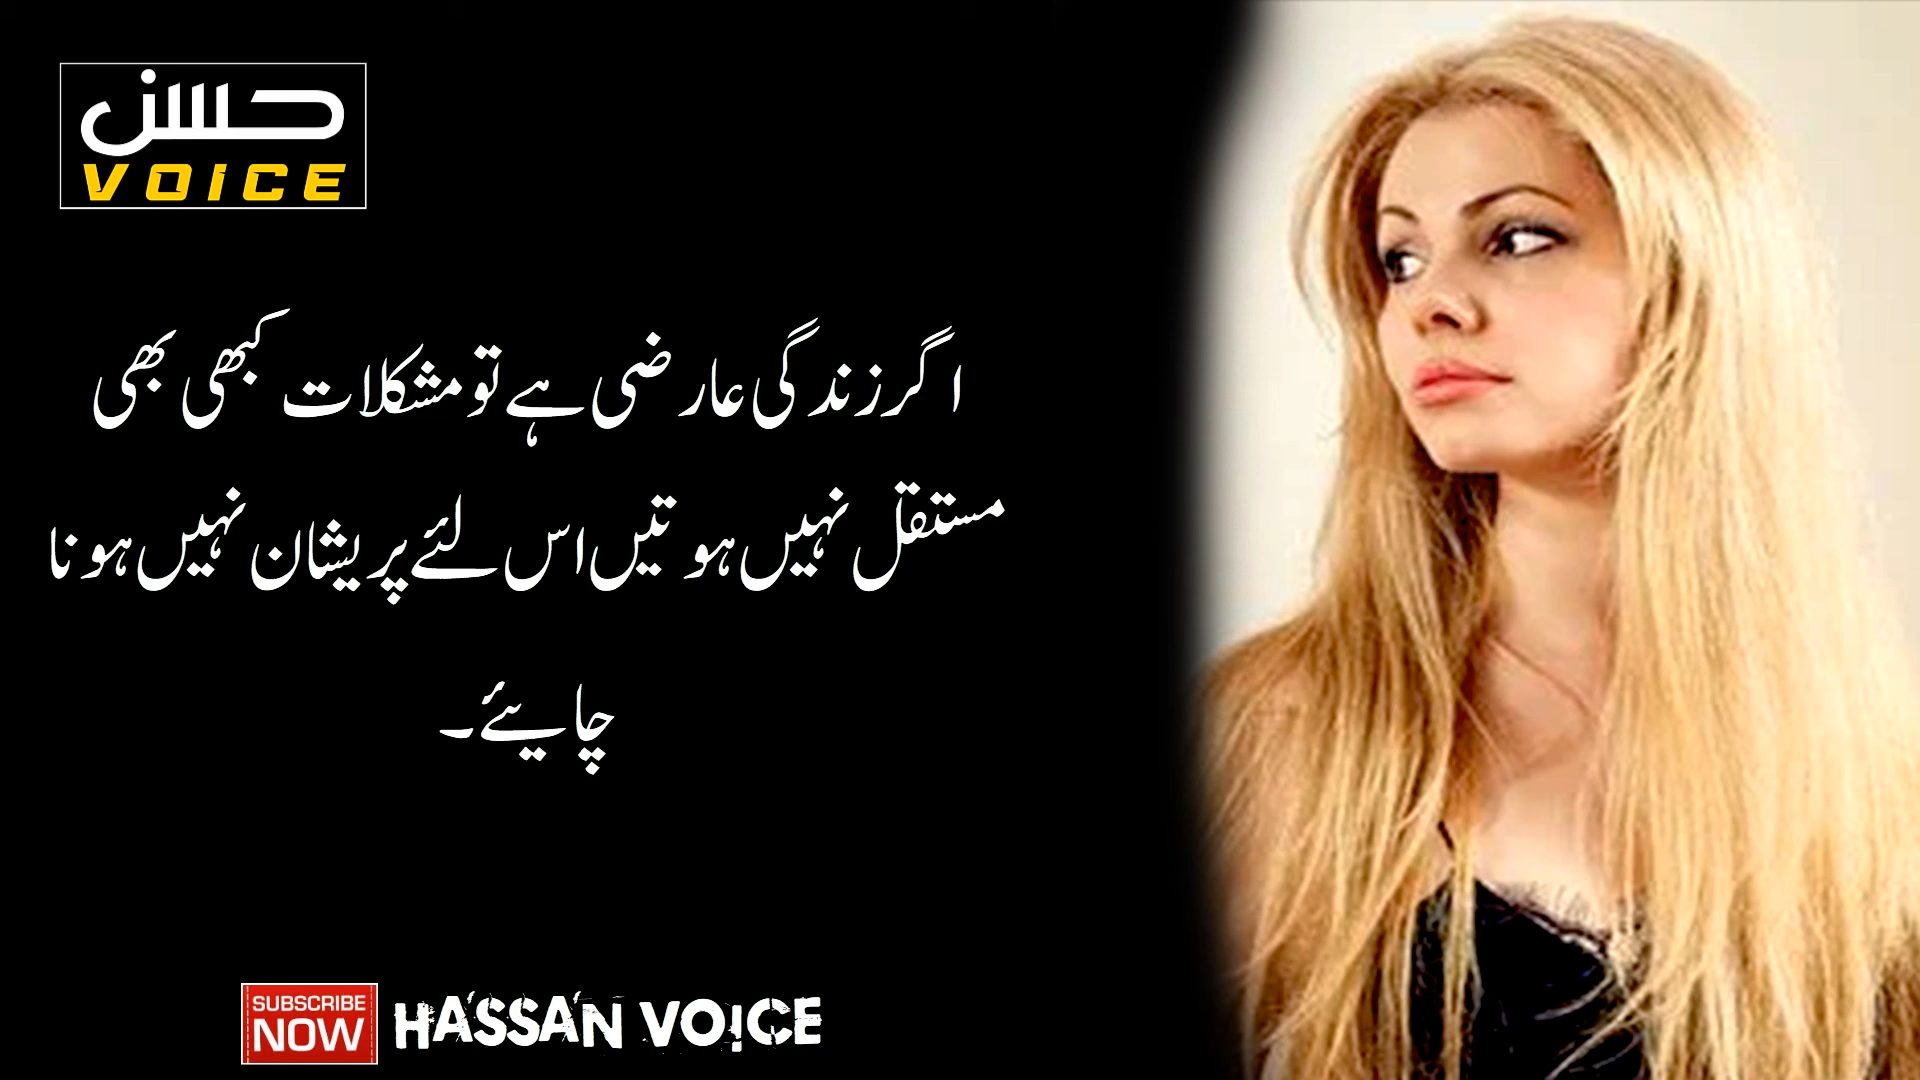 حسن
VOICE
اگر زندگی عارضی ہے تو مشکلات کبھی بھی
مستقل نہیں ہوتیں اس لئے پریشان نہیں ہونا
چایئے۔
SUBSCRIBE
NOW
HASSAN VOICE